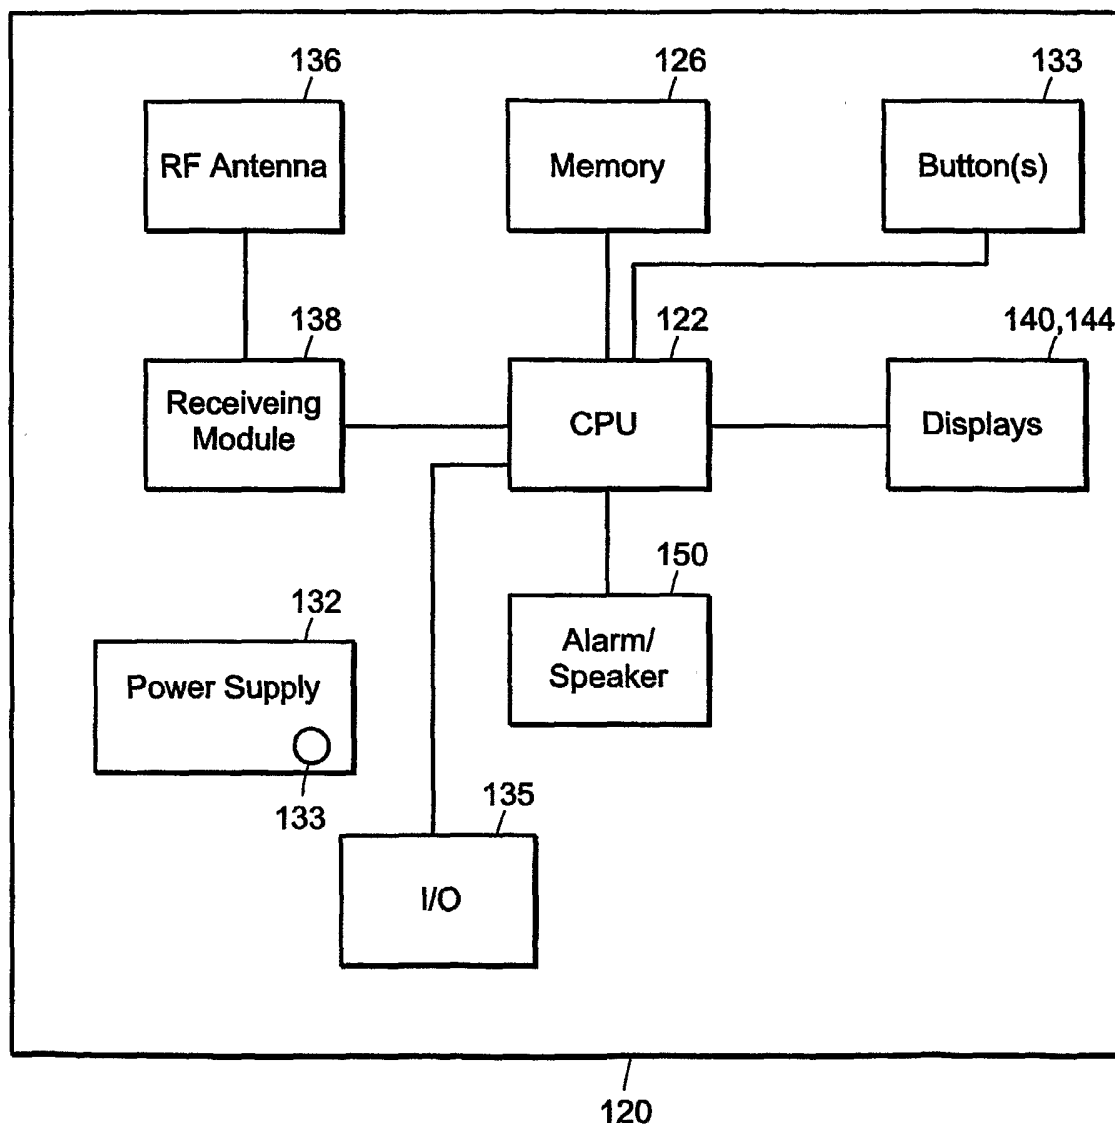 136
126
133
RF Antenna
Memory
Button(s)
138
122
140,144
Receiveing
Module
CPU
Displays
150
132
Alarm/
Speaker
Power Supply
133
135
I/O
120